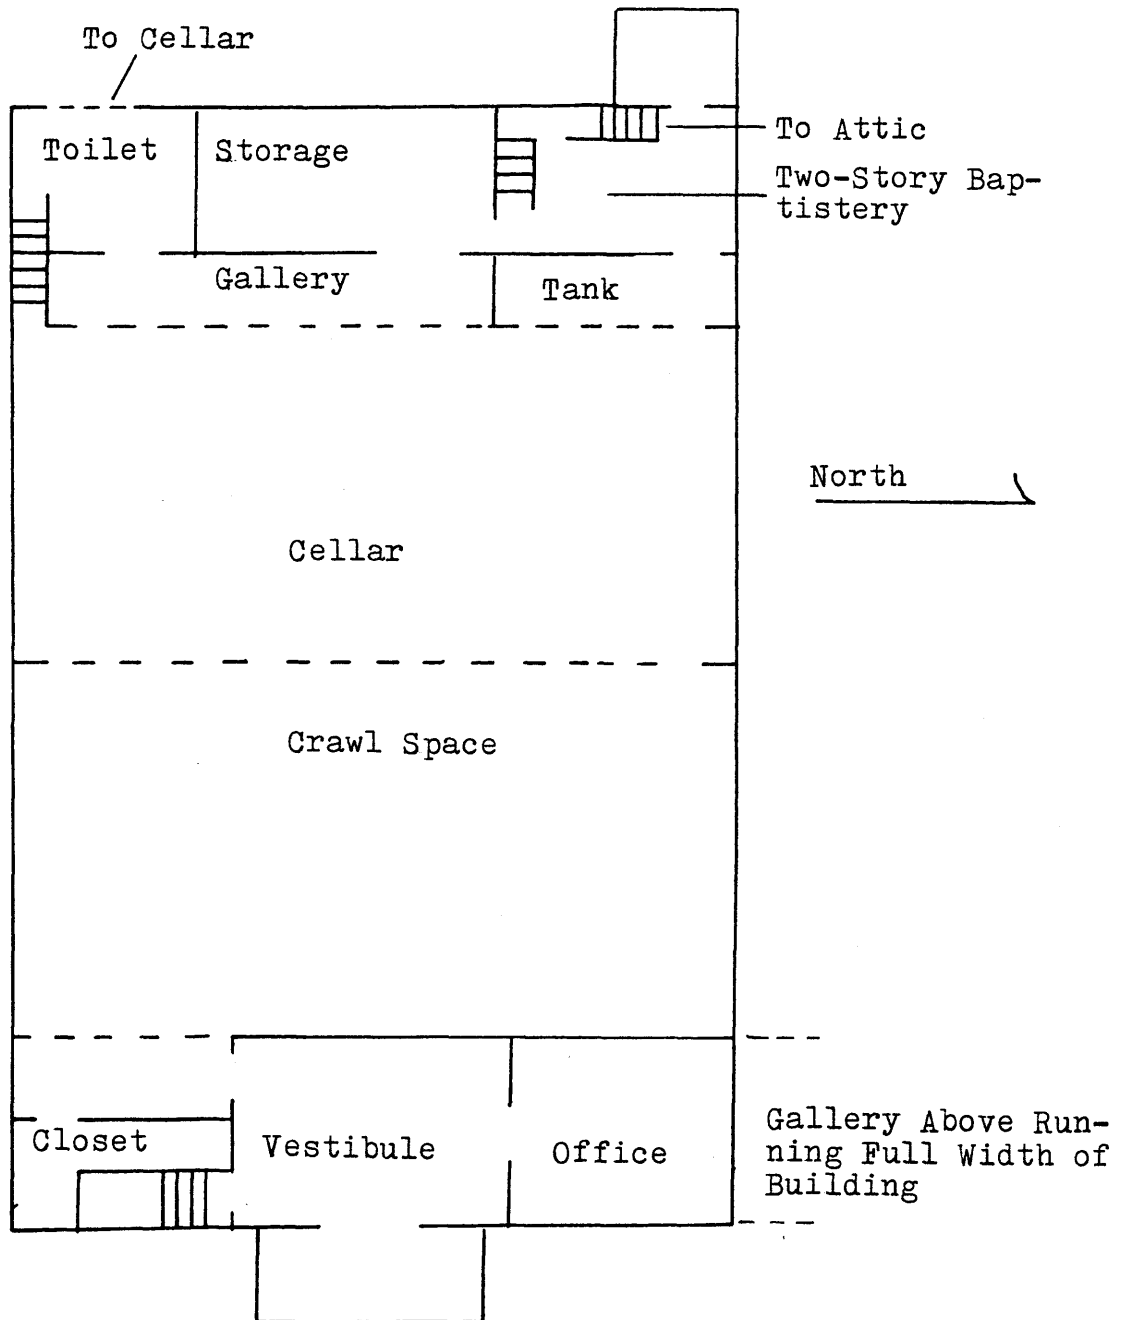 To Cellar
To Attic
Toilet
Storage
Two-Story Bap-
tistery
Gallery
Tank
North
Cellar
Crawl Space
Gallery Above Run-
ning Full Width of
Building
Closet
Vestibule
Office